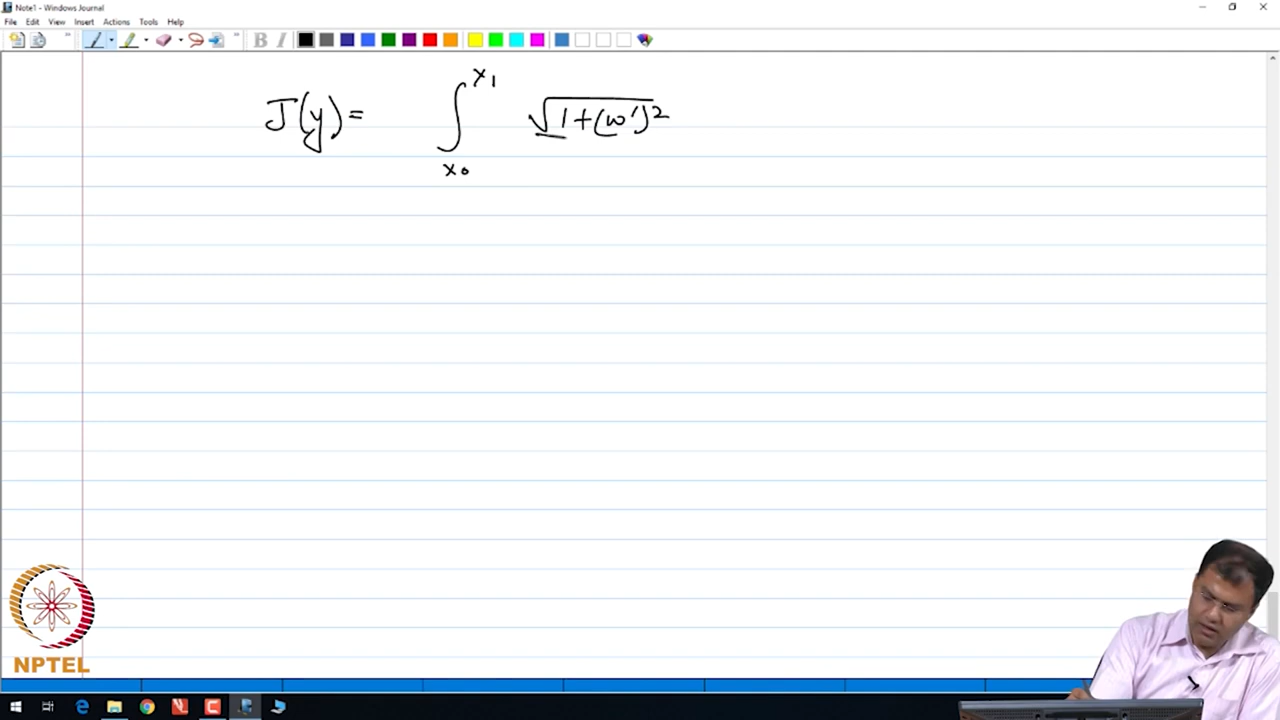 Note1 - Windows Journal
File Edit View Insert Actions Tools Help
B I
J(y) = ∫_{x0}^{x1} √1+(w')2
NPTEL